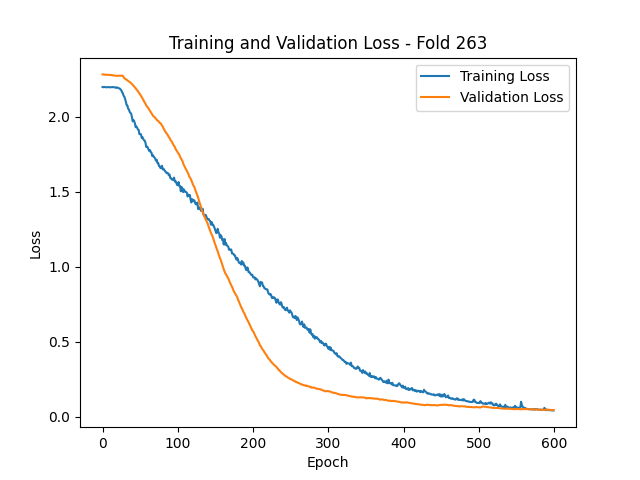 Training and Validation Loss - Fold 263
Training Loss
Validation Loss
Loss
2.0
1.5
1.0
0.5
0.0
0 100 200 300 400 500 600
Epoch